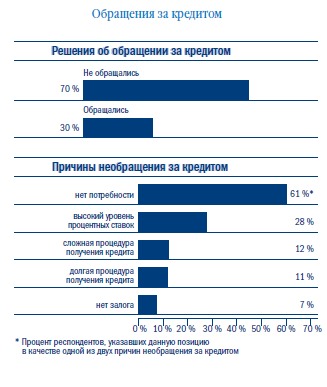 Обращения за кредитом
Решения об обращении за кредитом
Не обращались
70 %
Обращались
30 %
Причины необращения за кредитом
нет потребности
61 %*
высокий уровень
процентных ставок
28 %
сложная процедура
получения кредита
12 %
долгая процедура
получения кредита
11 %
нет залога
7 %
0 % 10 % 20 % 30 % 40 % 50 % 60 % 70 %
* Процент респондентов, указавших данную позицию
в качестве одной из двух причин необращения за кредитом